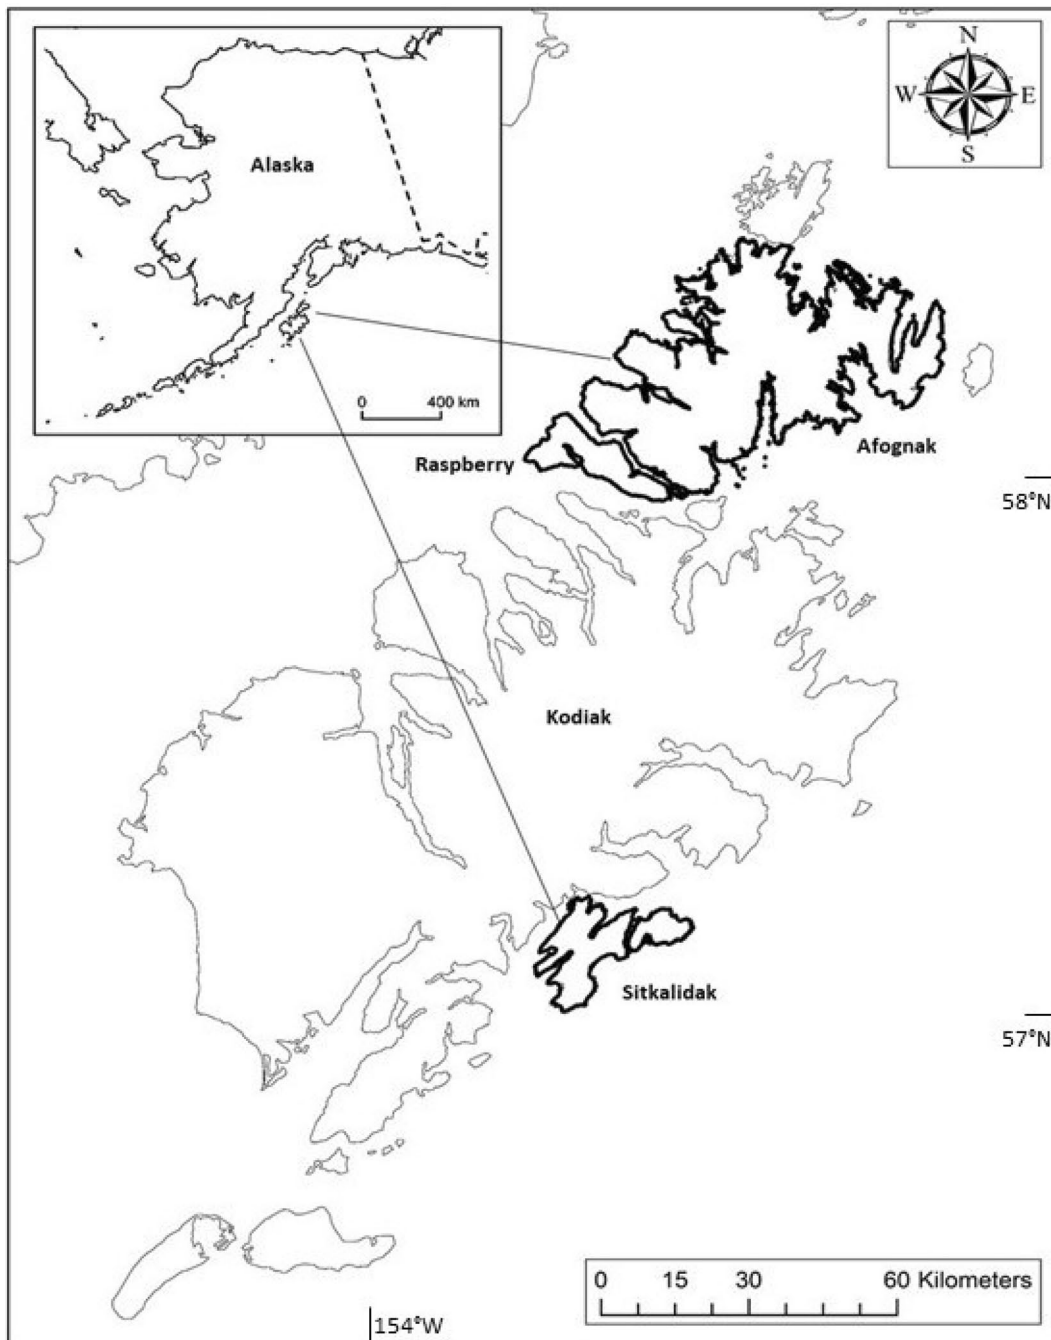 N
W E
S
Alaska
0 400 km
Raspberry
Afognak
58°N
Kodiak
Sitkalidak
57°N
0 15 30 60 Kilometers
154°W